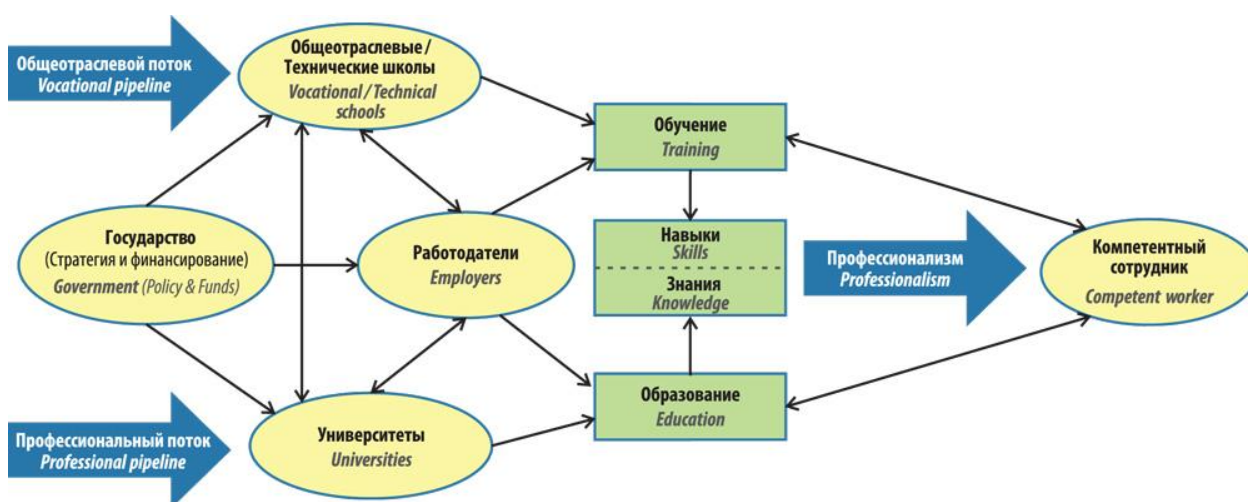 Общеотраслевой поток
Vocational pipeline
Общеотраслевые /
Технические школы
Vocational / Technical
schools
Обучение
Training
Государство
(Стратегия и финансирование)
Government (Policy & Funds)
Работодатели
Employers
Навыки
Skills
Знания
Knowledge
Профессионализм
Professionalism
Компетентный
сотрудник
Competent worker
Образование
Education
Профессиональный поток
Professional pipeline
Университеты
Universities